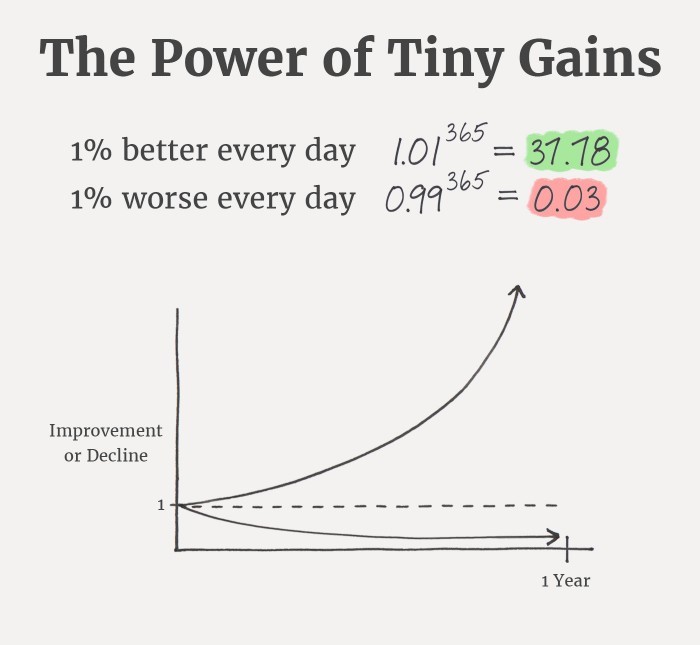 The Power of Tiny Gains
1% better every day 1.01^365 = 37.78
1% worse every day 0.99^365 = 0.03
Improvement
or Decline
1
1 Year